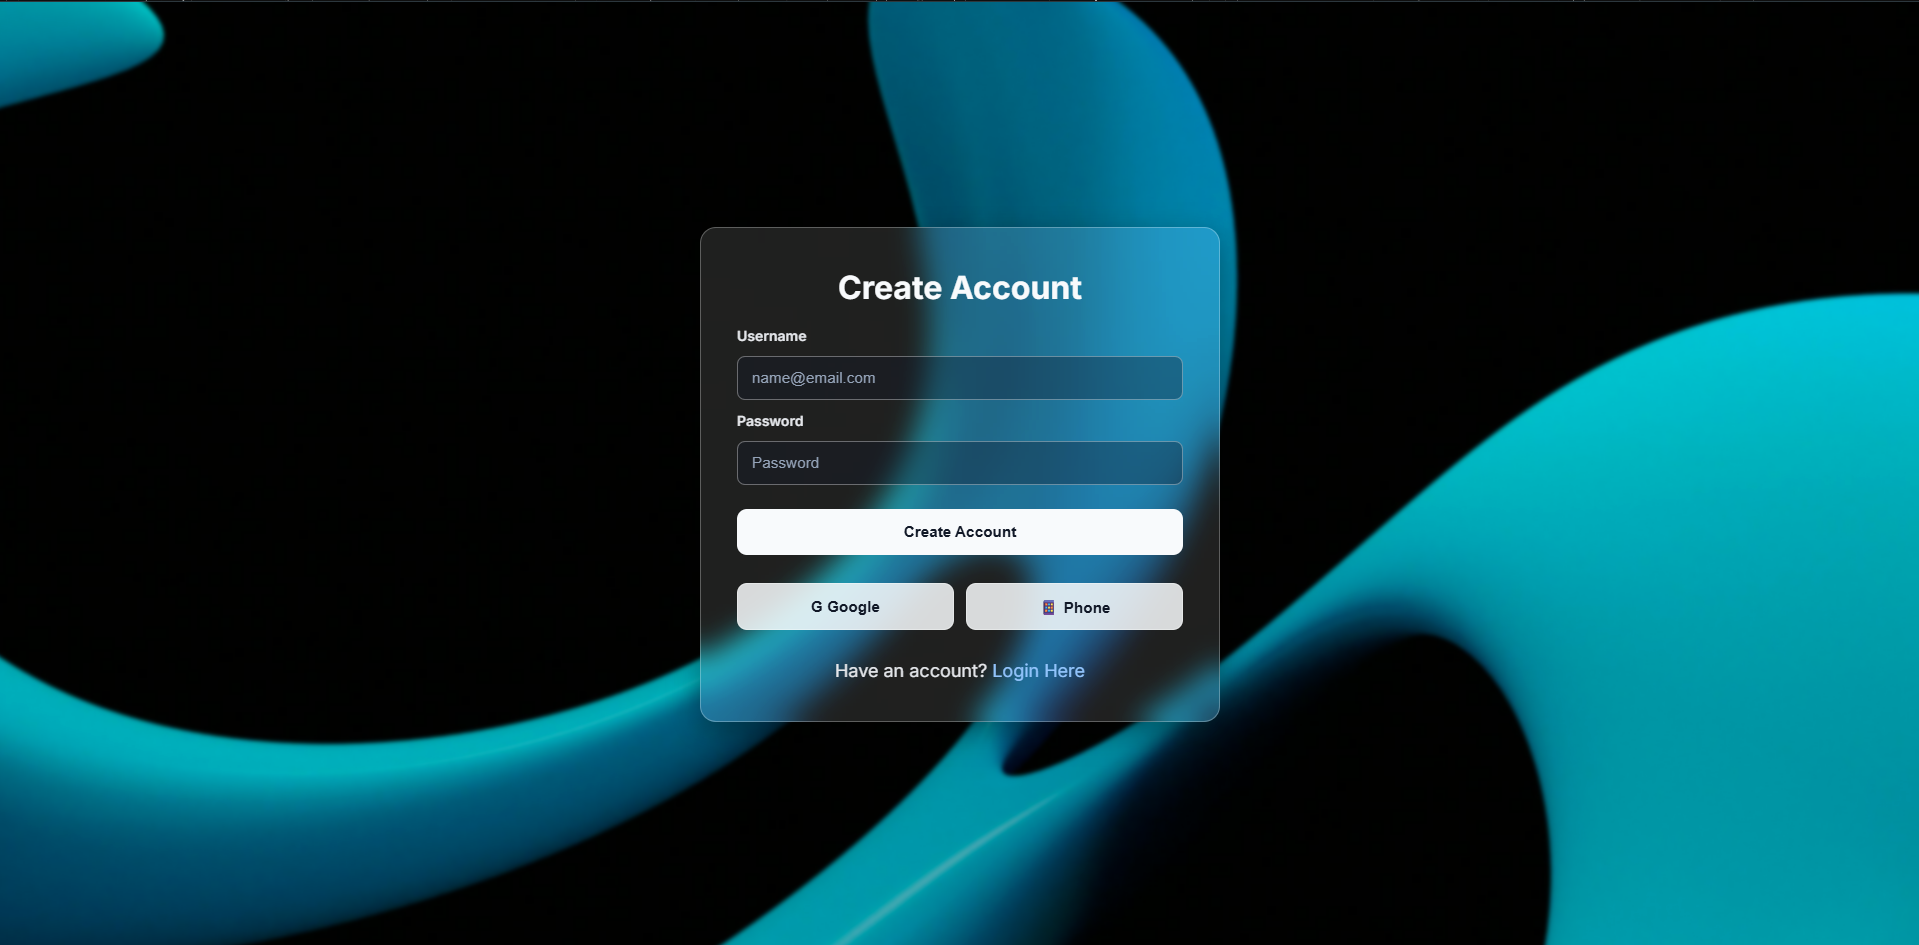 Create Account
Username
name@email.com
Password
Password
Create Account
G Google
Phone
Have an account? Login Here